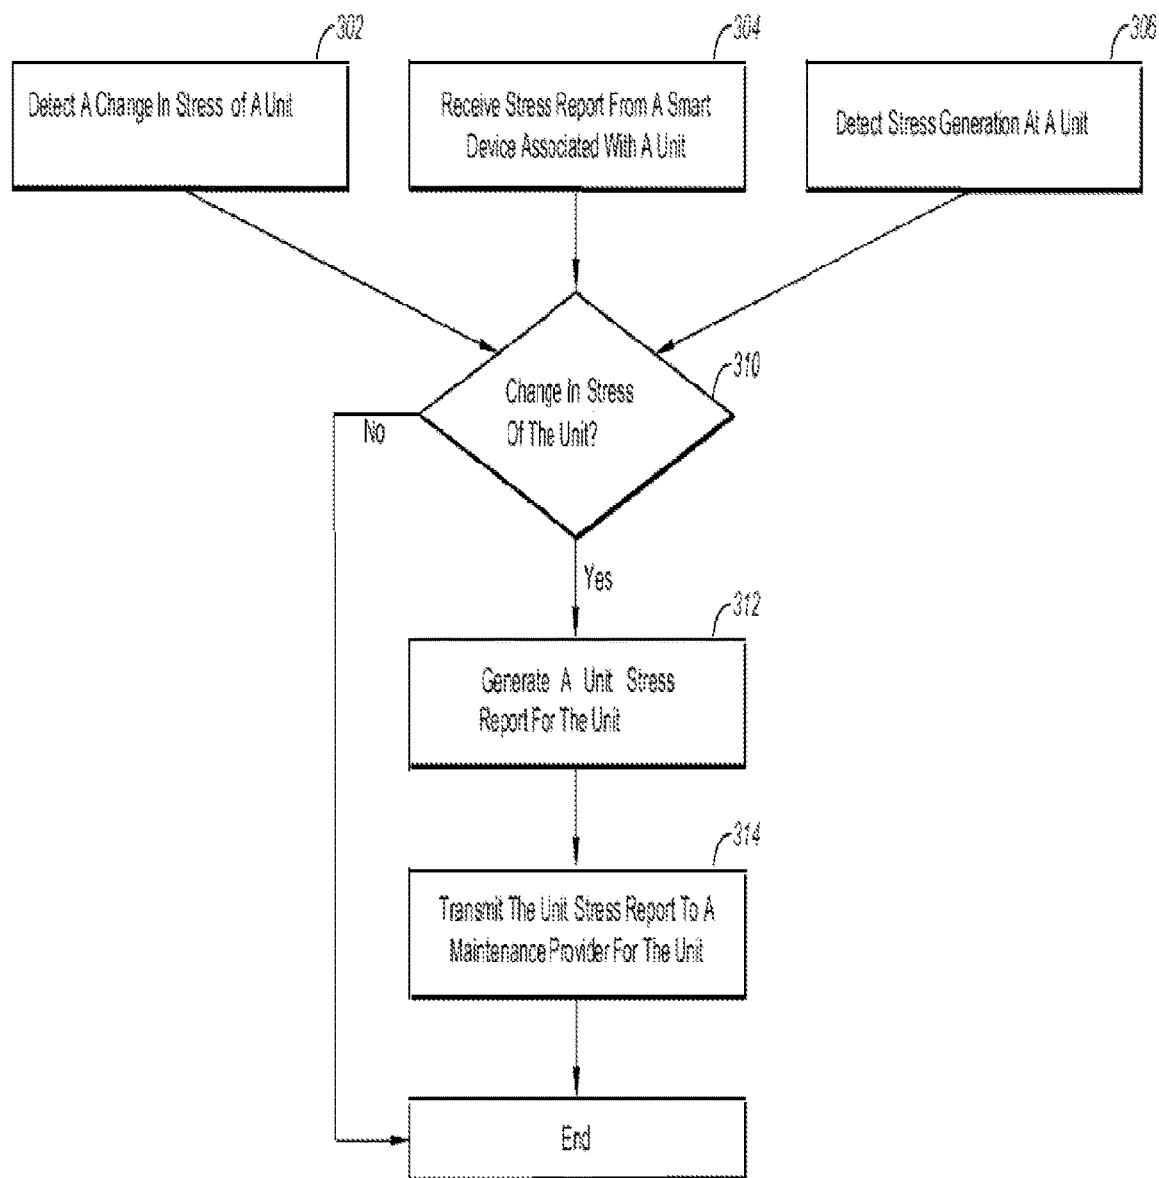 302
304
306
Detect A Change In Stress of A Unit
Receive Stress Report From A Smart
Device Associated With A Unit
Detect Stress Generation At A Unit
310
Change In Stress
Of The Unit?
No
Yes
312
Generate A Unit Stress
Report For The Unit
314
Transmit The Unit Stress Report To A
Maintenance Provider For The Unit
End